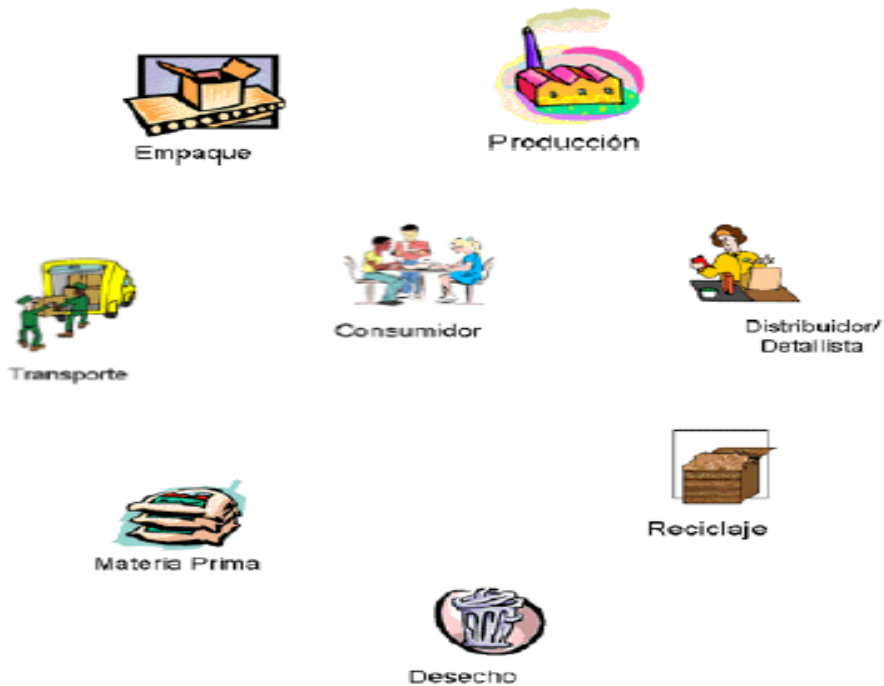 Empaque
Producción
Consumidor
Distribuidor/
Detallista
Transporte
Reciclaje
Materia Prima
Desecho